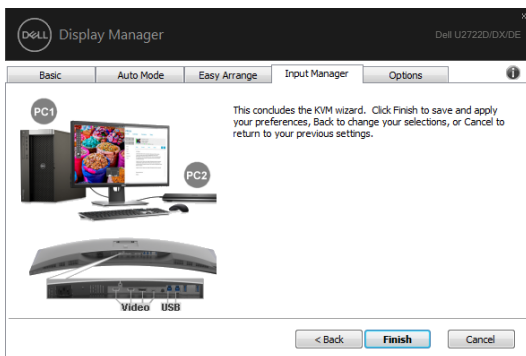 DELL Display Manager
Dell U2722D/DX/DE
x
Basic Auto Mode Easy Arrange Input Manager Options i
PC1
This concludes the KVM wizard. Click Finish to save and apply
your preferences, Back to change your selections, or Cancel to
return to your previous settings.
PC2
Video USB
< Back Finish Cancel